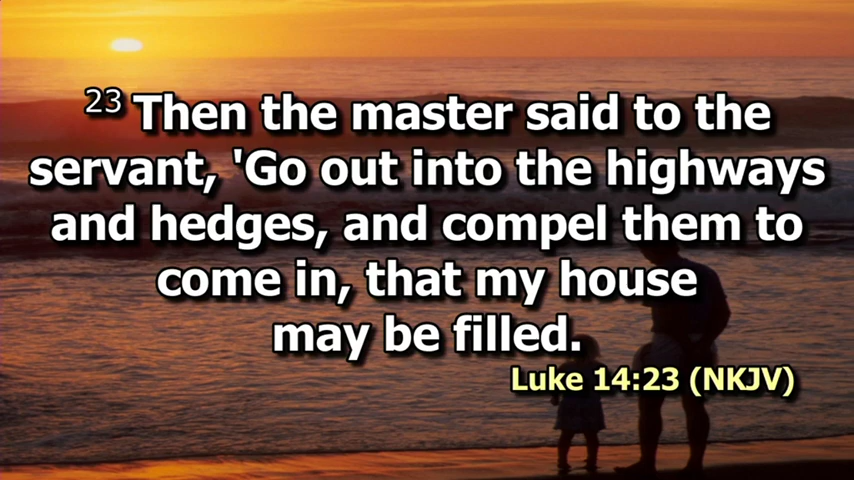 23 Then the master said to the
servant, 'Go out into the highways
and hedges, and compel them to
come in, that my house
may be filled.
Luke 14:23 (NKJV)